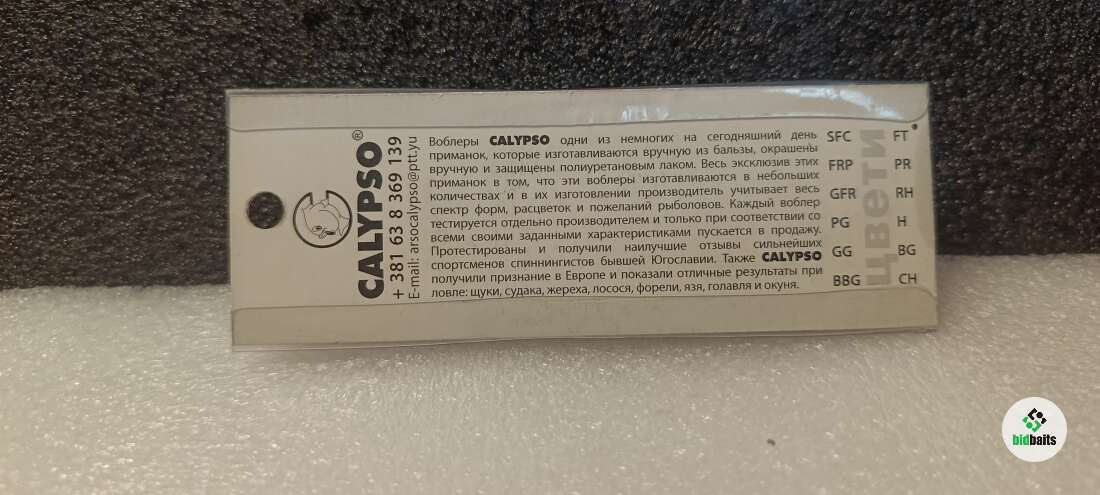 CALYPSO®
+ 381 63 8 369 139
E-mail: arsocalypso@ptt.yu
Воблеры CALYPSO одни из немногих на сегодняшний день
приманок, которые изготавливаются вручную из бальзы, окрашены
вручную и защищены полиуретановым лаком. Весь эксклюзив этих
приманок в том, что эти воблеры изготавливаются в небольших
количествах и в их изготовлении производитель учитывает весь
спектр форм, расцветок и пожеланий рыболовов. Каждый воблер
тестируется отдельно производителем и только при соответствии со
всеми своими заданными характеристиками пускается в продажу.
Протестированы и получили наилучшие отзывы сильнейших
спортсменов спиннингистов бывшей Югославии. Также CALYPSO
получили признание в Европе и показали отличные результаты при
ловле: щуки, судака, жереха, лосося, форели, язя, голавля и окуня.
цвети
SFC FT
FRP PR
GFR RH
PG H
GG BG
BBG CH
bidbaits